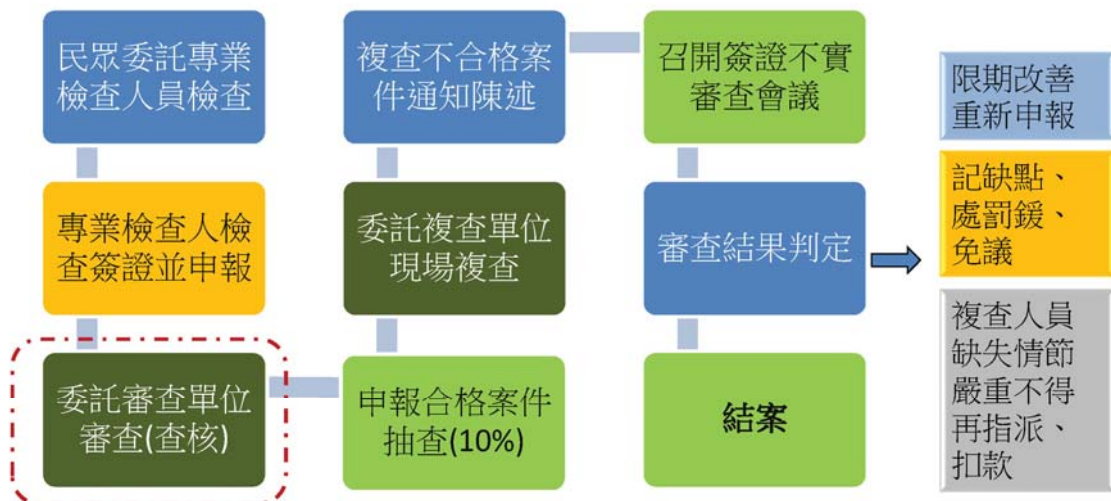 民眾委託專業
檢查人員檢查
專業檢查人檢
查簽證並申報
委託審查單位
審查(查核)
申報合格案件
抽查(10%)
委託複查單位
現場複查
複查不合格案
件通知陳述
召開簽證不實
審查會議
審查結果判定
結案
限期改善
重新申報
記缺點、
處罰鍰、
免議
複查人員
缺失情節
嚴重不得
再指派、
扣款